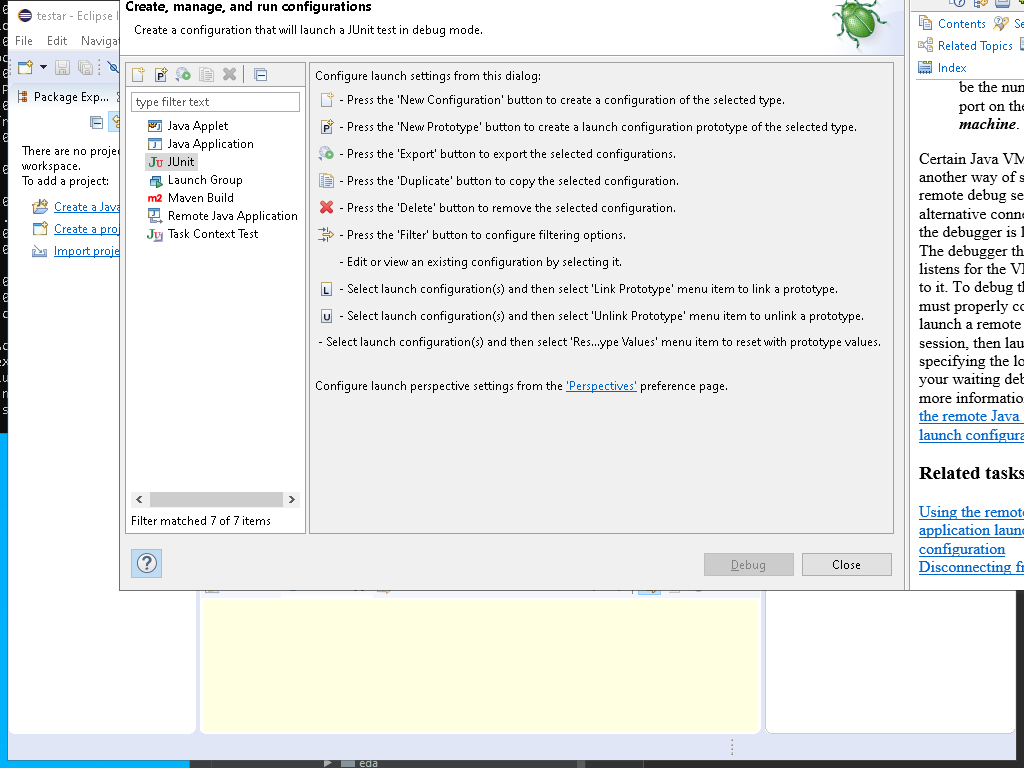 testar - Eclipse I
File Edit Naviga
Package Exp...
There are no proje
workspace.
To add a project:
Create a Java
Create a proj
Import proje
Create, manage, and run configurations
Create a configuration that will launch a JUnit test in debug mode.
type filter text
Java Applet
Java Application
JUnit
Launch Group
Maven Build
Remote Java Application
Task Context Test
Filter matched 7 of 7 items
Configure launch settings from this dialog:
- Press the 'New Configuration' button to create a configuration of the selected type.
- Press the 'New Prototype' button to create a launch configuration prototype of the selected type.
- Press the 'Export' button to export the selected configurations.
- Press the 'Duplicate' button to copy the selected configuration.
- Press the 'Delete' button to remove the selected configuration.
- Press the 'Filter' button to configure filtering options.
- Edit or view an existing configuration by selecting it.
- Select launch configuration(s) and then select 'Link Prototype' menu item to link a prototype.
- Select launch configuration(s) and then select 'Unlink Prototype' menu item to unlink a prototype.
- Select launch configuration(s) and then select 'Res...ype Values' menu item to reset with prototype values.
Configure launch perspective settings from the 'Perspectives' preference page.
Debug
Close
Contents Se
Related Topics
Index
be the num
port on the
machine.
Certain Java VM
another way of s
remote debug se
alternative conne
the debugger is l
The debugger th
listens for the VM
to it. To debug th
must properly co
launch a remote
session, then lau
specifying the lo
your waiting deb
more information
the remote Java
launch configura
Related tasks
Using the remote
application launc
configuration
Disconnecting fr
eda